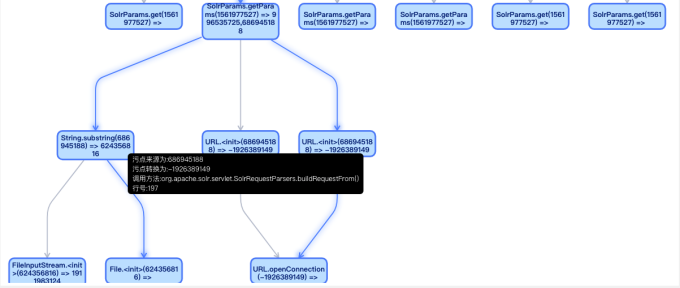 SolrParams.get(1561
977527) =>
SolrParams.getPara
ms(1561977527) => 9
96535725,68694518
8
SolrParams.getPara
ms(1561977527) =>
SolrParams.getPara
ms(1561977527) =>
SolrParams.get(1561
977527) =>
SolrParams.get(1561
977527) =>
String.substring(686
945188) => 6243568
16
URL.<init>(68694518
8) => -1926389149
URL.<init>(68694518
8) => -1926389149
污点来源为:686945188
污点转换为:-1926389149
调用方法:org.apache.solr.servlet.SolrRequestParsers.buildRequestFrom()
行号:197
FileInputStream.<init
>(624356816) => 191
1983124
File.<init>(62435681
6) =>
URL.openConnection
(-1926389149) =>